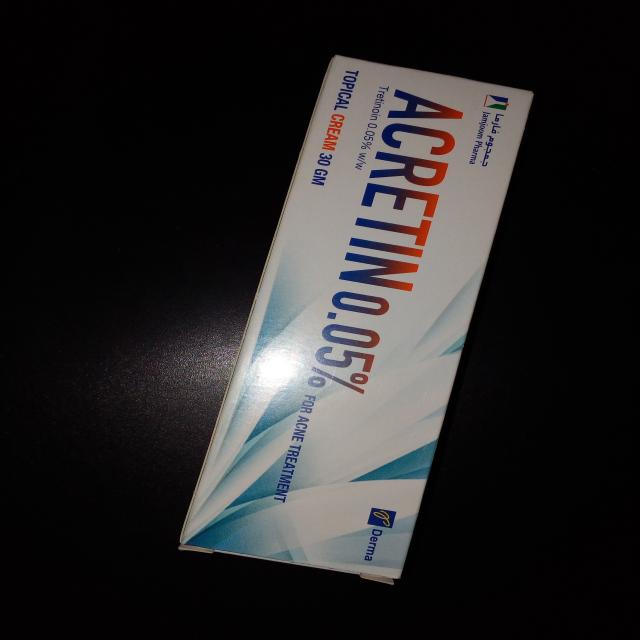 جمجوم فارما
Jamjoom Pharma
ACRETIN 0.05%
Tretinoin 0.05% w/w
TOPICAL CREAM 30 GM
FOR ACNE TREATMENT
Derma